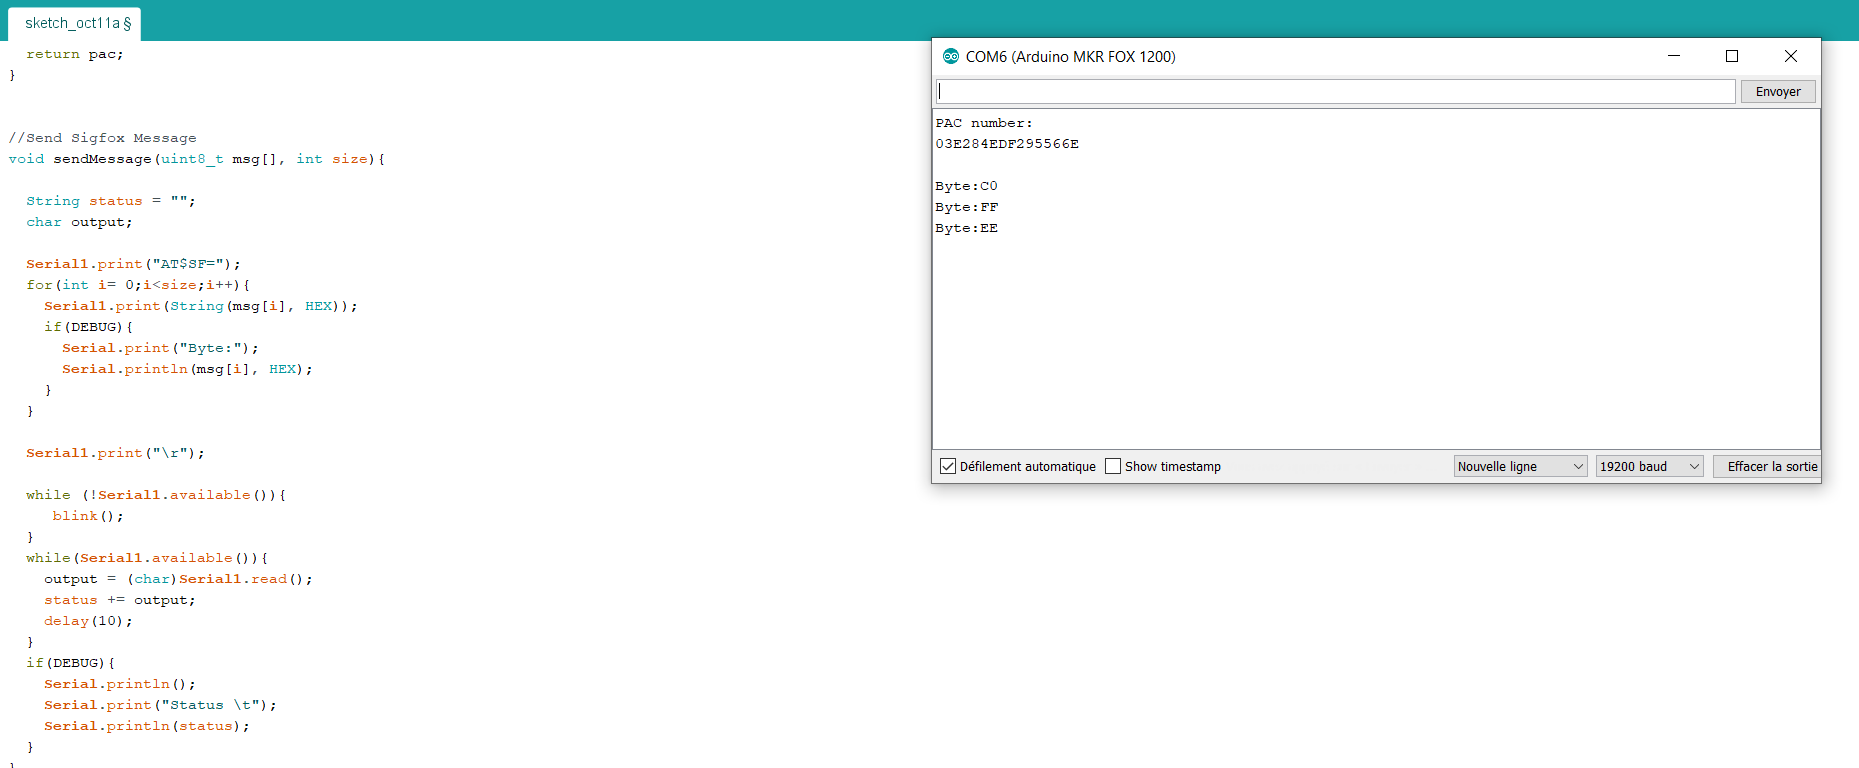 sketch_oct11a §
return pac;
}
//Send Sigfox Message
void sendMessage(uint8_t msg[], int size){
String status = "";
char output;
Serial1.print("AT$SF=");
for(int i= 0;i<size;i++){
Serial1.print(String(msg[i], HEX));
if(DEBUG){
Serial.print("Byte:");
Serial.println(msg[i], HEX);
}
}
Serial1.print("\r");
while (!Serial1.available()){
blink();
}
while(Serial1.available()){
output = (char)Serial1.read();
status += output;
delay(10);
}
if(DEBUG){
Serial.println();
Serial.print("Status \t");
Serial.println(status);
}
}
COM6 (Arduino MKR FOX 1200)
Envoyer
PAC number:
03E284EDF295566E
Byte:C0
Byte:FF
Byte:EE
Défilement automatique
Show timestamp
Nouvelle ligne
19200 baud
Effacer la sortie